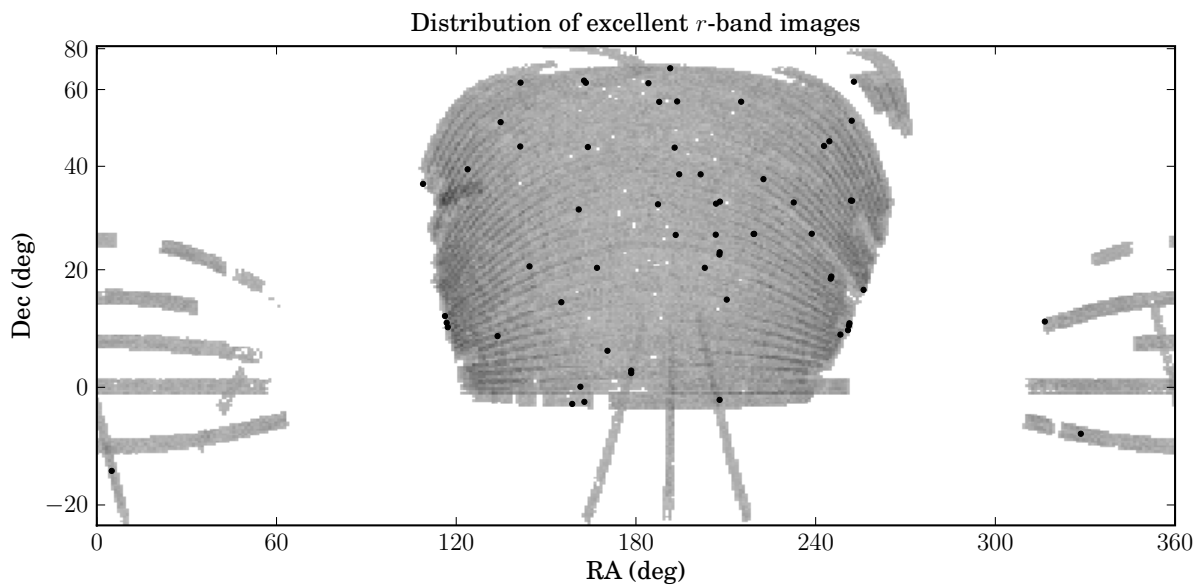 Distribution of excellent r-band images
80
60
40
20
0
−20
Dec (deg)
0 60 120 180 240 300 360
RA (deg)